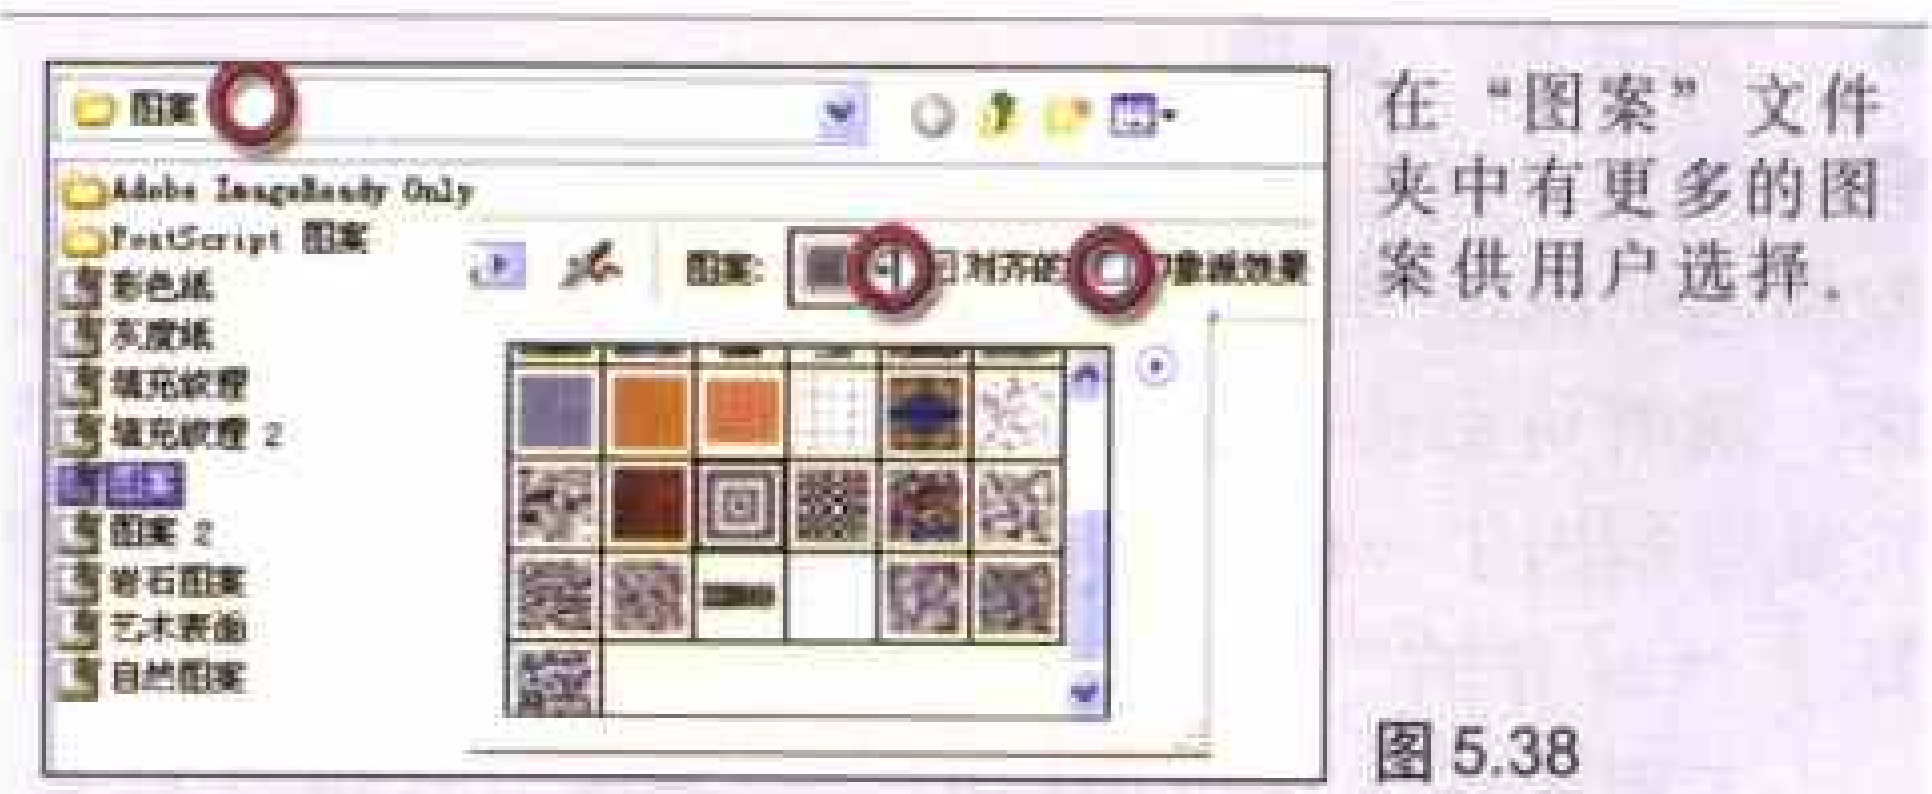 图案
Adobe ImageReady Only
PostScript 图案
彩色纸
灰度纸
填充纹理
填充纹理 2
图案
图案 2
岩石图案
艺术表面
自然图案
图案:
对齐的
印象派效果
在“图案”文件
夹中有更多的图
案供用户选择。
图 5.38